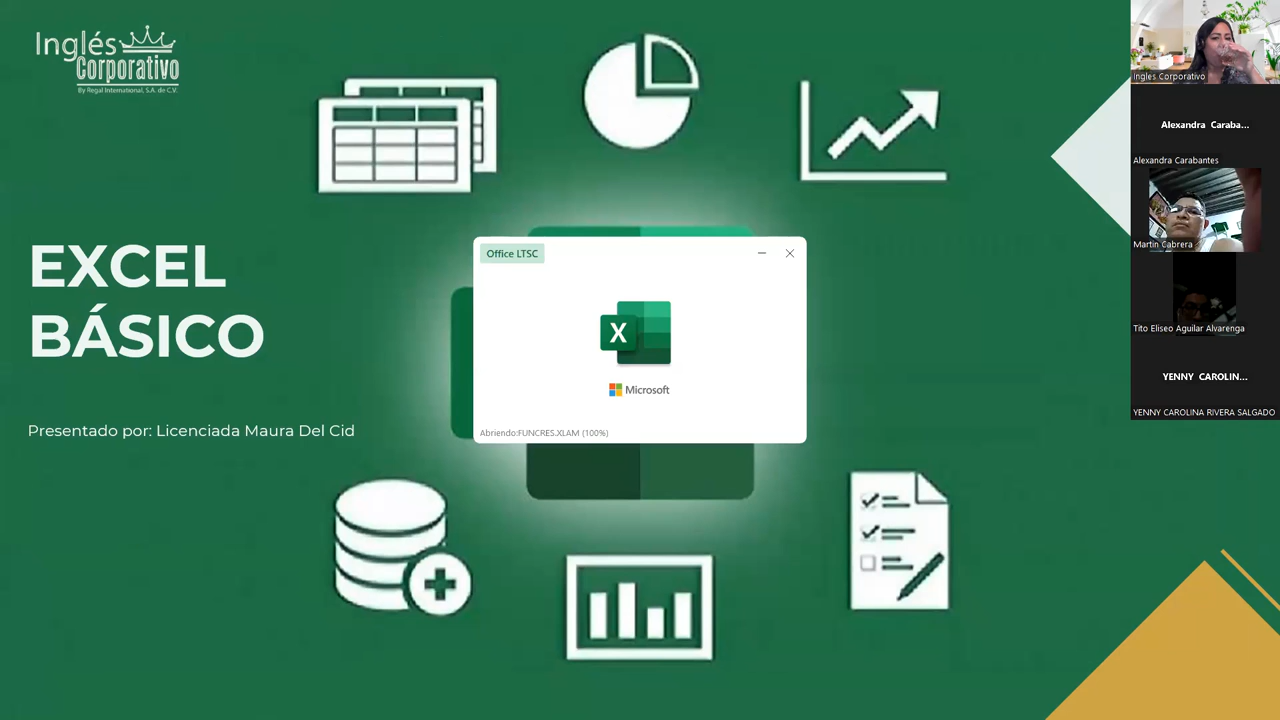 Inglés
Corporativo
By Regal International, S.A. de C.V.
EXCEL
BÁSICO
Presentado por: Licenciada Maura Del Cid
Office LTSC
X
Microsoft
Abriendo:FUNCRES.XLAM (100%)
Ingles Corporativo
Alexandra Caraba...
Alexandra Carabantes
Martin Cabrera
Tito Eliseo Aguilar Alvarenga
YENNY CAROLIN...
YENNY CAROLINA RIVERA SALGADO